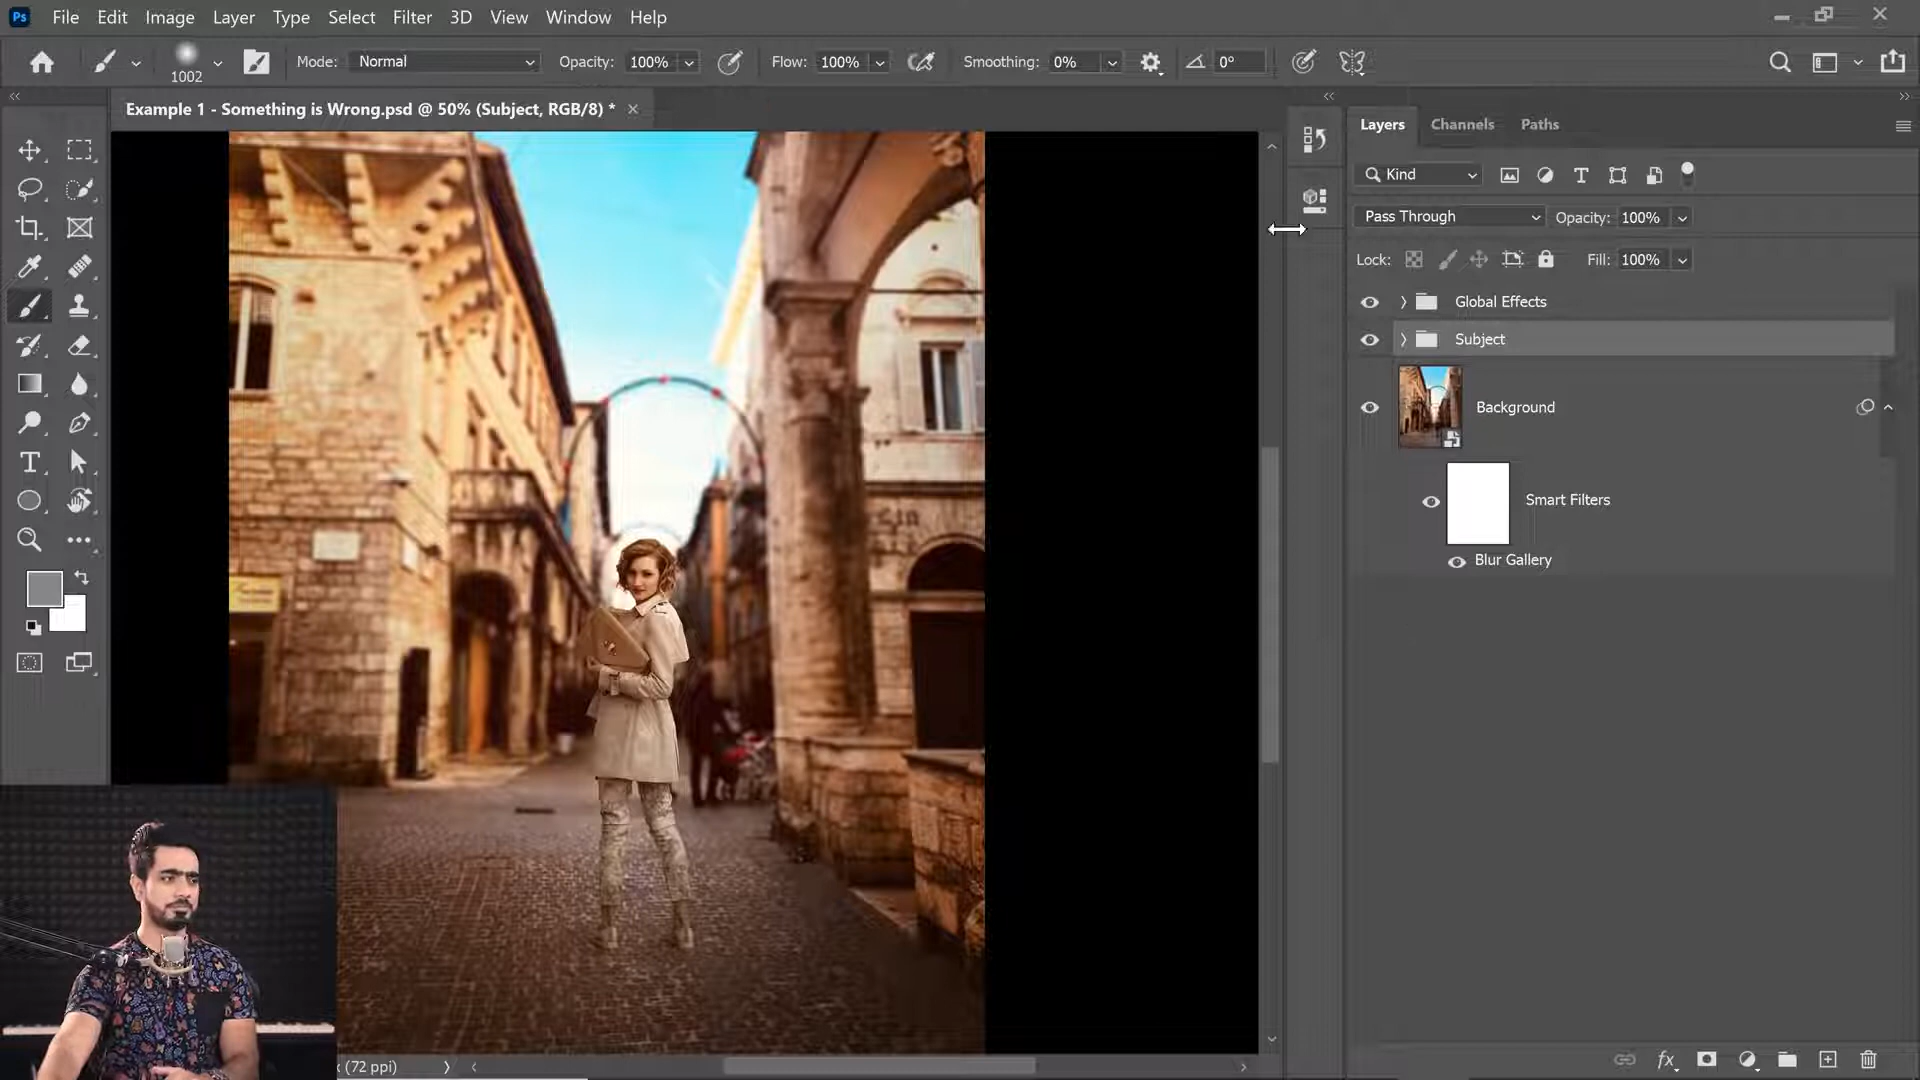 Ps File Edit Image Layer Type Select Filter 3D View Window Help
1002 Mode: Normal Opacity: 100% Flow: 100% Smoothing: 0% 0°
Example 1 - Something is Wrong.psd @ 50% (Subject, RGB/8) *
Layers Channels Paths
Kind
Pass Through Opacity: 100%
Lock: Fill: 100%
Global Effects
Subject
Background
Smart Filters
Blur Gallery
(72 ppi)
fx